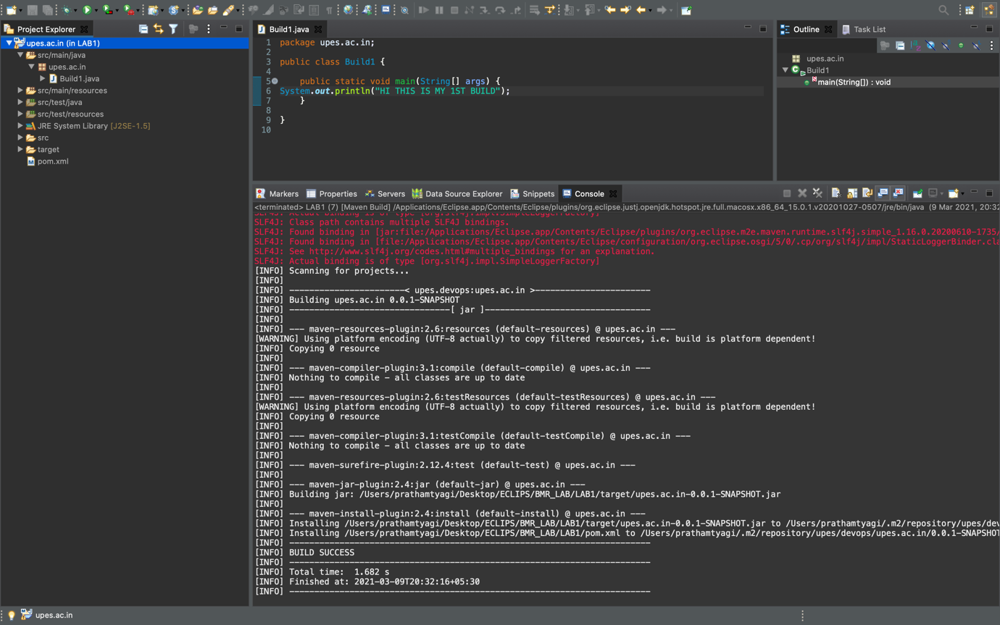 Project Explorer
upes.ac.in (in LAB1)
src/main/java
upes.ac.in
Build1.java
src/main/resources
src/test/java
src/test/resources
JRE System Library [J2SE-1.5]
src
target
pom.xml
Build1.java
1 package upes.ac.in;
2
3 public class Build1 {
4
5     public static void main(String[] args) {
6 System.out.println("HI THIS IS MY 1ST BUILD");
7     }
8
9 }
10
Outline
Task List
upes.ac.in
Build1
main(String[]) : void
Markers
Properties
Servers
Data Source Explorer
Snippets
Console
<terminated> LAB1 (7) [Maven Build] /Applications/Eclipse.app/Contents/Eclipse/plugins/org.eclipse.justj.openjdk.hotspot.jre.full.macosx.x86_64_15.0.1.v20201027-0507/jre/bin/java (9 Mar 2021, 20:32
SLF4J: Actual binding is of type [org.slf4j.impl.SimpleLoggerFactory]
SLF4J: Class path contains multiple SLF4J bindings.
SLF4J: Found binding in [jar:file:/Applications/Eclipse.app/Contents/Eclipse/plugins/org.eclipse.m2e.maven.runtime.slf4j.simple_1.16.0.20200610-1735/
SLF4J: Found binding in [file:/Applications/Eclipse.app/Contents/Eclipse/configuration/org.eclipse.osgi/5/0/.cp/org/slf4j/impl/StaticLoggerBinder.cla
SLF4J: See http://www.slf4j.org/codes.html#multiple_bindings for an explanation.
SLF4J: Actual binding is of type [org.slf4j.impl.SimpleLoggerFactory]
[INFO] Scanning for projects...
[INFO]
[INFO] -----------------------< upes.devops:upes.ac.in >-----------------------
[INFO] Building upes.ac.in 0.0.1-SNAPSHOT
[INFO] --------------------------------[ jar ]---------------------------------
[INFO]
[INFO] --- maven-resources-plugin:2.6:resources (default-resources) @ upes.ac.in ---
[WARNING] Using platform encoding (UTF-8 actually) to copy filtered resources, i.e. build is platform dependent!
[INFO] Copying 0 resource
[INFO]
[INFO] --- maven-compiler-plugin:3.1:compile (default-compile) @ upes.ac.in ---
[INFO] Nothing to compile - all classes are up to date
[INFO]
[INFO] --- maven-resources-plugin:2.6:testResources (default-testResources) @ upes.ac.in ---
[WARNING] Using platform encoding (UTF-8 actually) to copy filtered resources, i.e. build is platform dependent!
[INFO] Copying 0 resource
[INFO]
[INFO] --- maven-compiler-plugin:3.1:testCompile (default-testCompile) @ upes.ac.in ---
[INFO] Nothing to compile - all classes are up to date
[INFO]
[INFO] --- maven-surefire-plugin:2.12.4:test (default-test) @ upes.ac.in ---
[INFO]
[INFO] --- maven-jar-plugin:2.4:jar (default-jar) @ upes.ac.in ---
[INFO] Building jar: /Users/prathamtyagi/Desktop/ECLIPS/BMR_LAB/LAB1/target/upes.ac.in-0.0.1-SNAPSHOT.jar
[INFO]
[INFO] --- maven-install-plugin:2.4:install (default-install) @ upes.ac.in ---
[INFO] Installing /Users/prathamtyagi/Desktop/ECLIPS/BMR_LAB/LAB1/target/upes.ac.in-0.0.1-SNAPSHOT.jar to /Users/prathamtyagi/.m2/repository/upes/dev
[INFO] Installing /Users/prathamtyagi/Desktop/ECLIPS/BMR_LAB/LAB1/pom.xml to /Users/prathamtyagi/.m2/repository/upes/devops/upes.ac.in/0.0.1-SNAPSHOT
[INFO] ------------------------------------------------------------------------
[INFO] BUILD SUCCESS
[INFO] ------------------------------------------------------------------------
[INFO] Total time:  1.682 s
[INFO] Finished at: 2021-03-09T20:32:16+05:30
[INFO] ------------------------------------------------------------------------
upes.ac.in